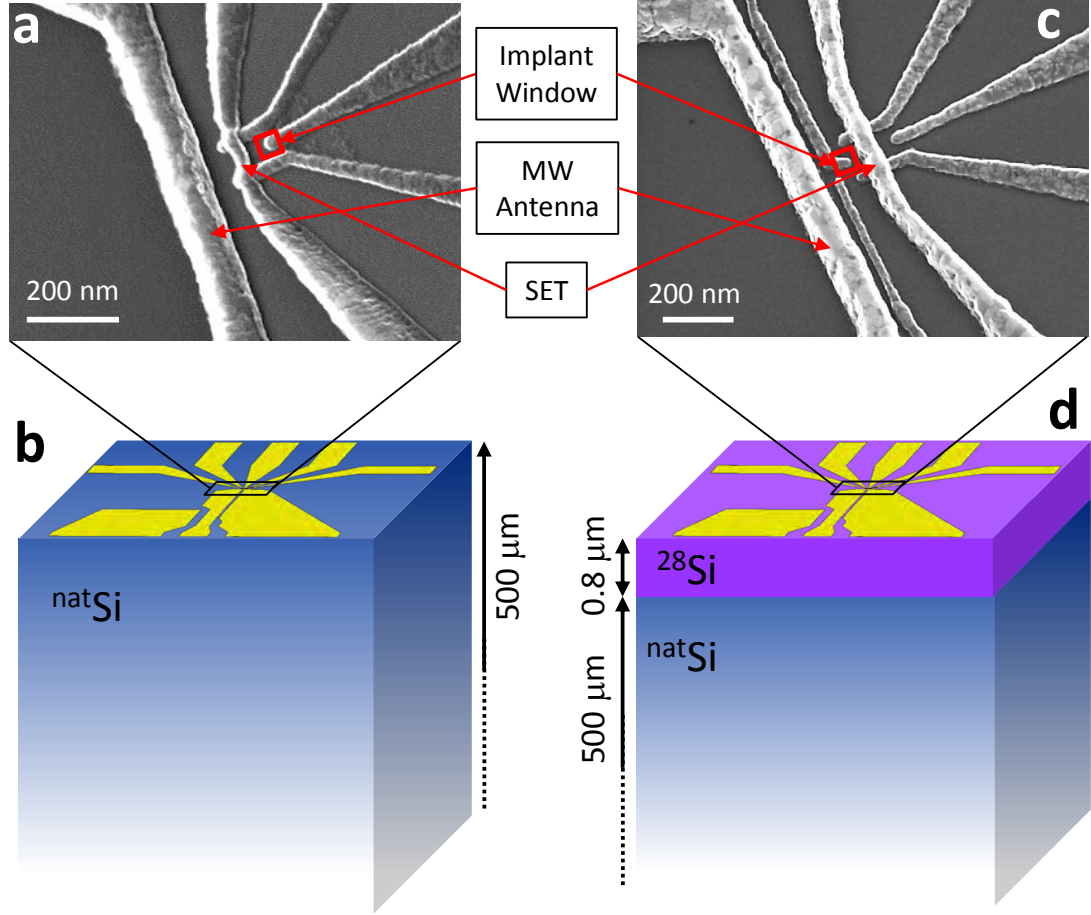 a
Implant
Window
c
MW
Antenna
200 nm
SET
200 nm
b
d
natSi
500 μm
28Si
0.8 μm
natSi
500 μm